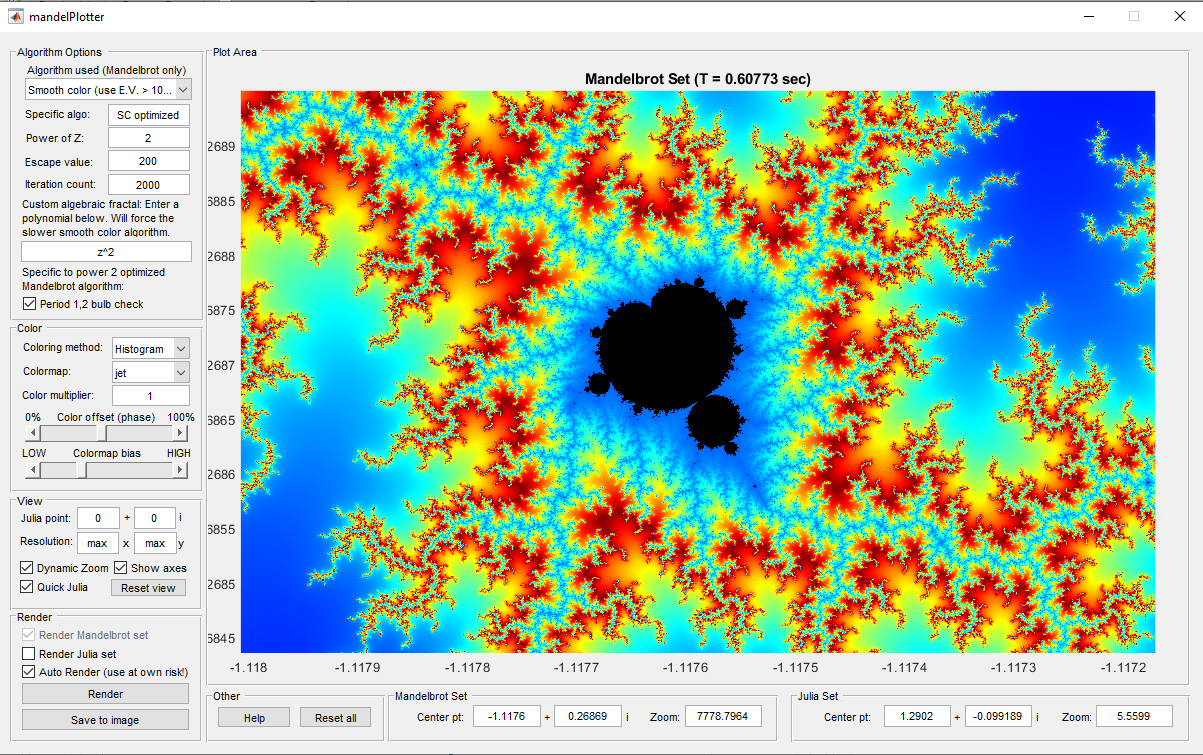 mandelPlotter
Algorithm Options
Algorithm used (Mandelbrot only)
Smooth color (use E.V. > 10...
Specific algo: SC optimized
Power of Z: 2
Escape value: 200
Iteration count: 2000
Custom algebraic fractal: Enter a
polynomial below. Will force the
slower smooth color algorithm.
z^2
Specific to power 2 optimized
Mandelbrot algorithm:
Period 1,2 bulb check
Color
Coloring method: Histogram
Colormap: jet
Color multiplier: 1
0% Color offset (phase) 100%
LOW Colormap bias HIGH
View
Julia point: 0 + 0 i
Resolution: max x max y
Dynamic Zoom Show axes
Quick Julia Reset view
Render
Render Mandelbrot set
Render Julia set
Auto Render (use at own risk!)
Render
Save to image
Plot Area
Mandelbrot Set (T = 0.60773 sec)
2689
6885
2688
6875
2687
6865
2686
6855
2685
6845
-1.118 -1.1179 -1.1178 -1.1177 -1.1176 -1.1175 -1.1174 -1.1173 -1.1172
Other
Help Reset all
Mandelbrot Set
Center pt: -1.1176 + 0.26869 i Zoom: 7778.7964
Julia Set
Center pt: 1.2902 + -0.099189 i Zoom: 5.5599